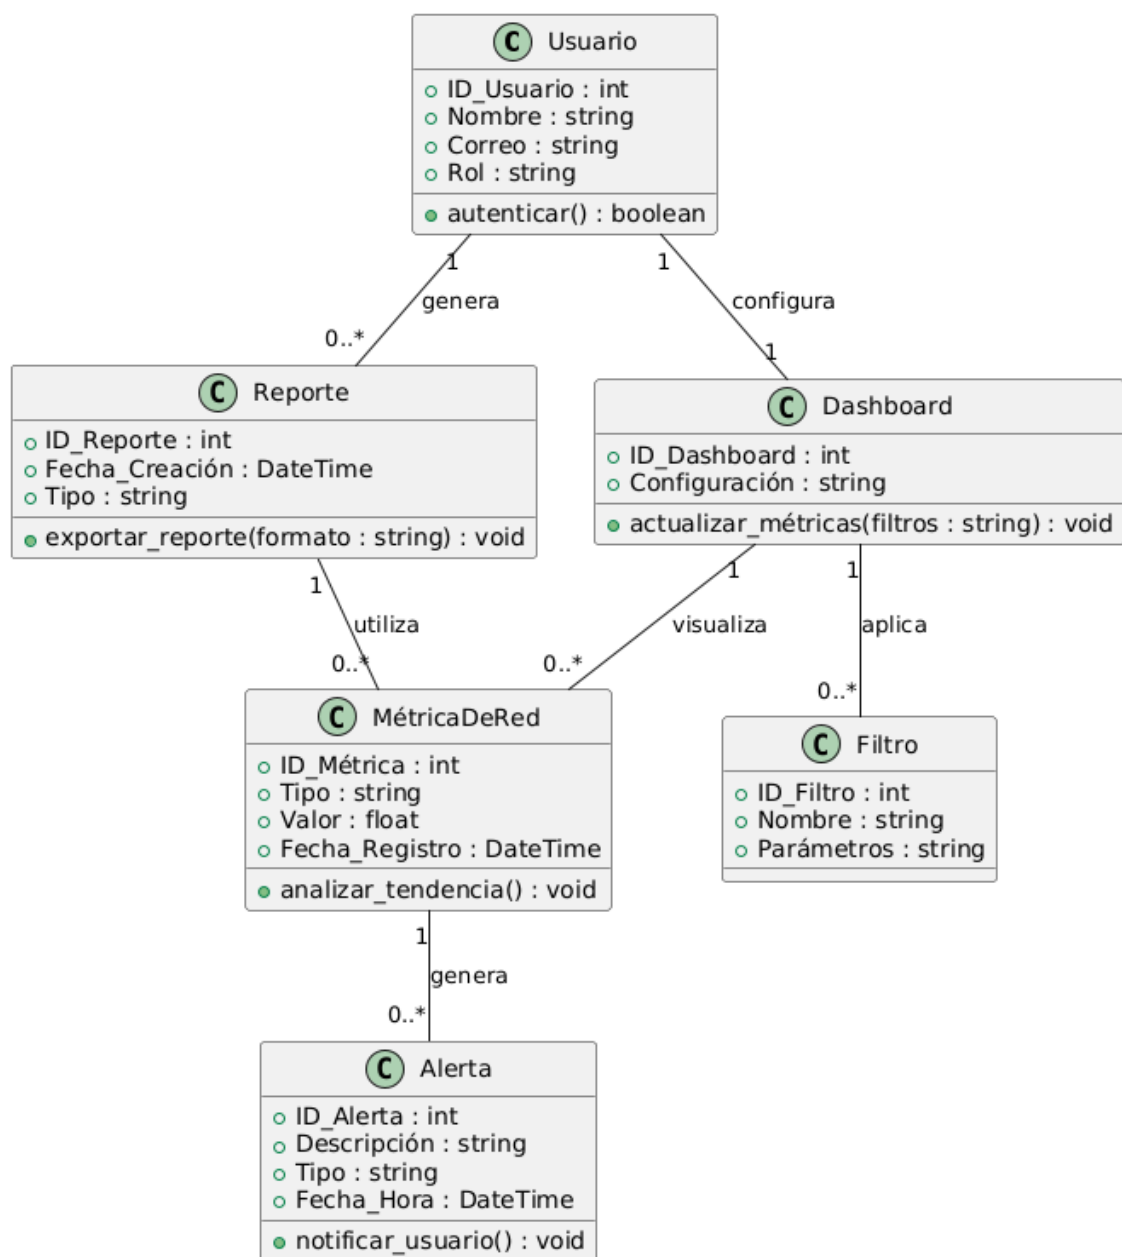 C Usuario
ID_Usuario : int
Nombre : string
Correo : string
Rol : string
autenticar() : boolean
1
1
genera
configura
0..*
1
C Reporte
ID_Reporte : int
Fecha_Creación : DateTime
Tipo : string
exportar_reporte(formato : string) : void
C Dashboard
ID_Dashboard : int
Configuración : string
actualizar_métricas(filtros : string) : void
1
1
1
utiliza
visualiza
aplica
0..*
0..*
0..*
C MétricaDeRed
ID_Métrica : int
Tipo : string
Valor : float
Fecha_Registro : DateTime
analizar_tendencia() : void
C Filtro
ID_Filtro : int
Nombre : string
Parámetros : string
1
genera
0..*
C Alerta
ID_Alerta : int
Descripción : string
Tipo : string
Fecha_Hora : DateTime
notificar_usuario() : void